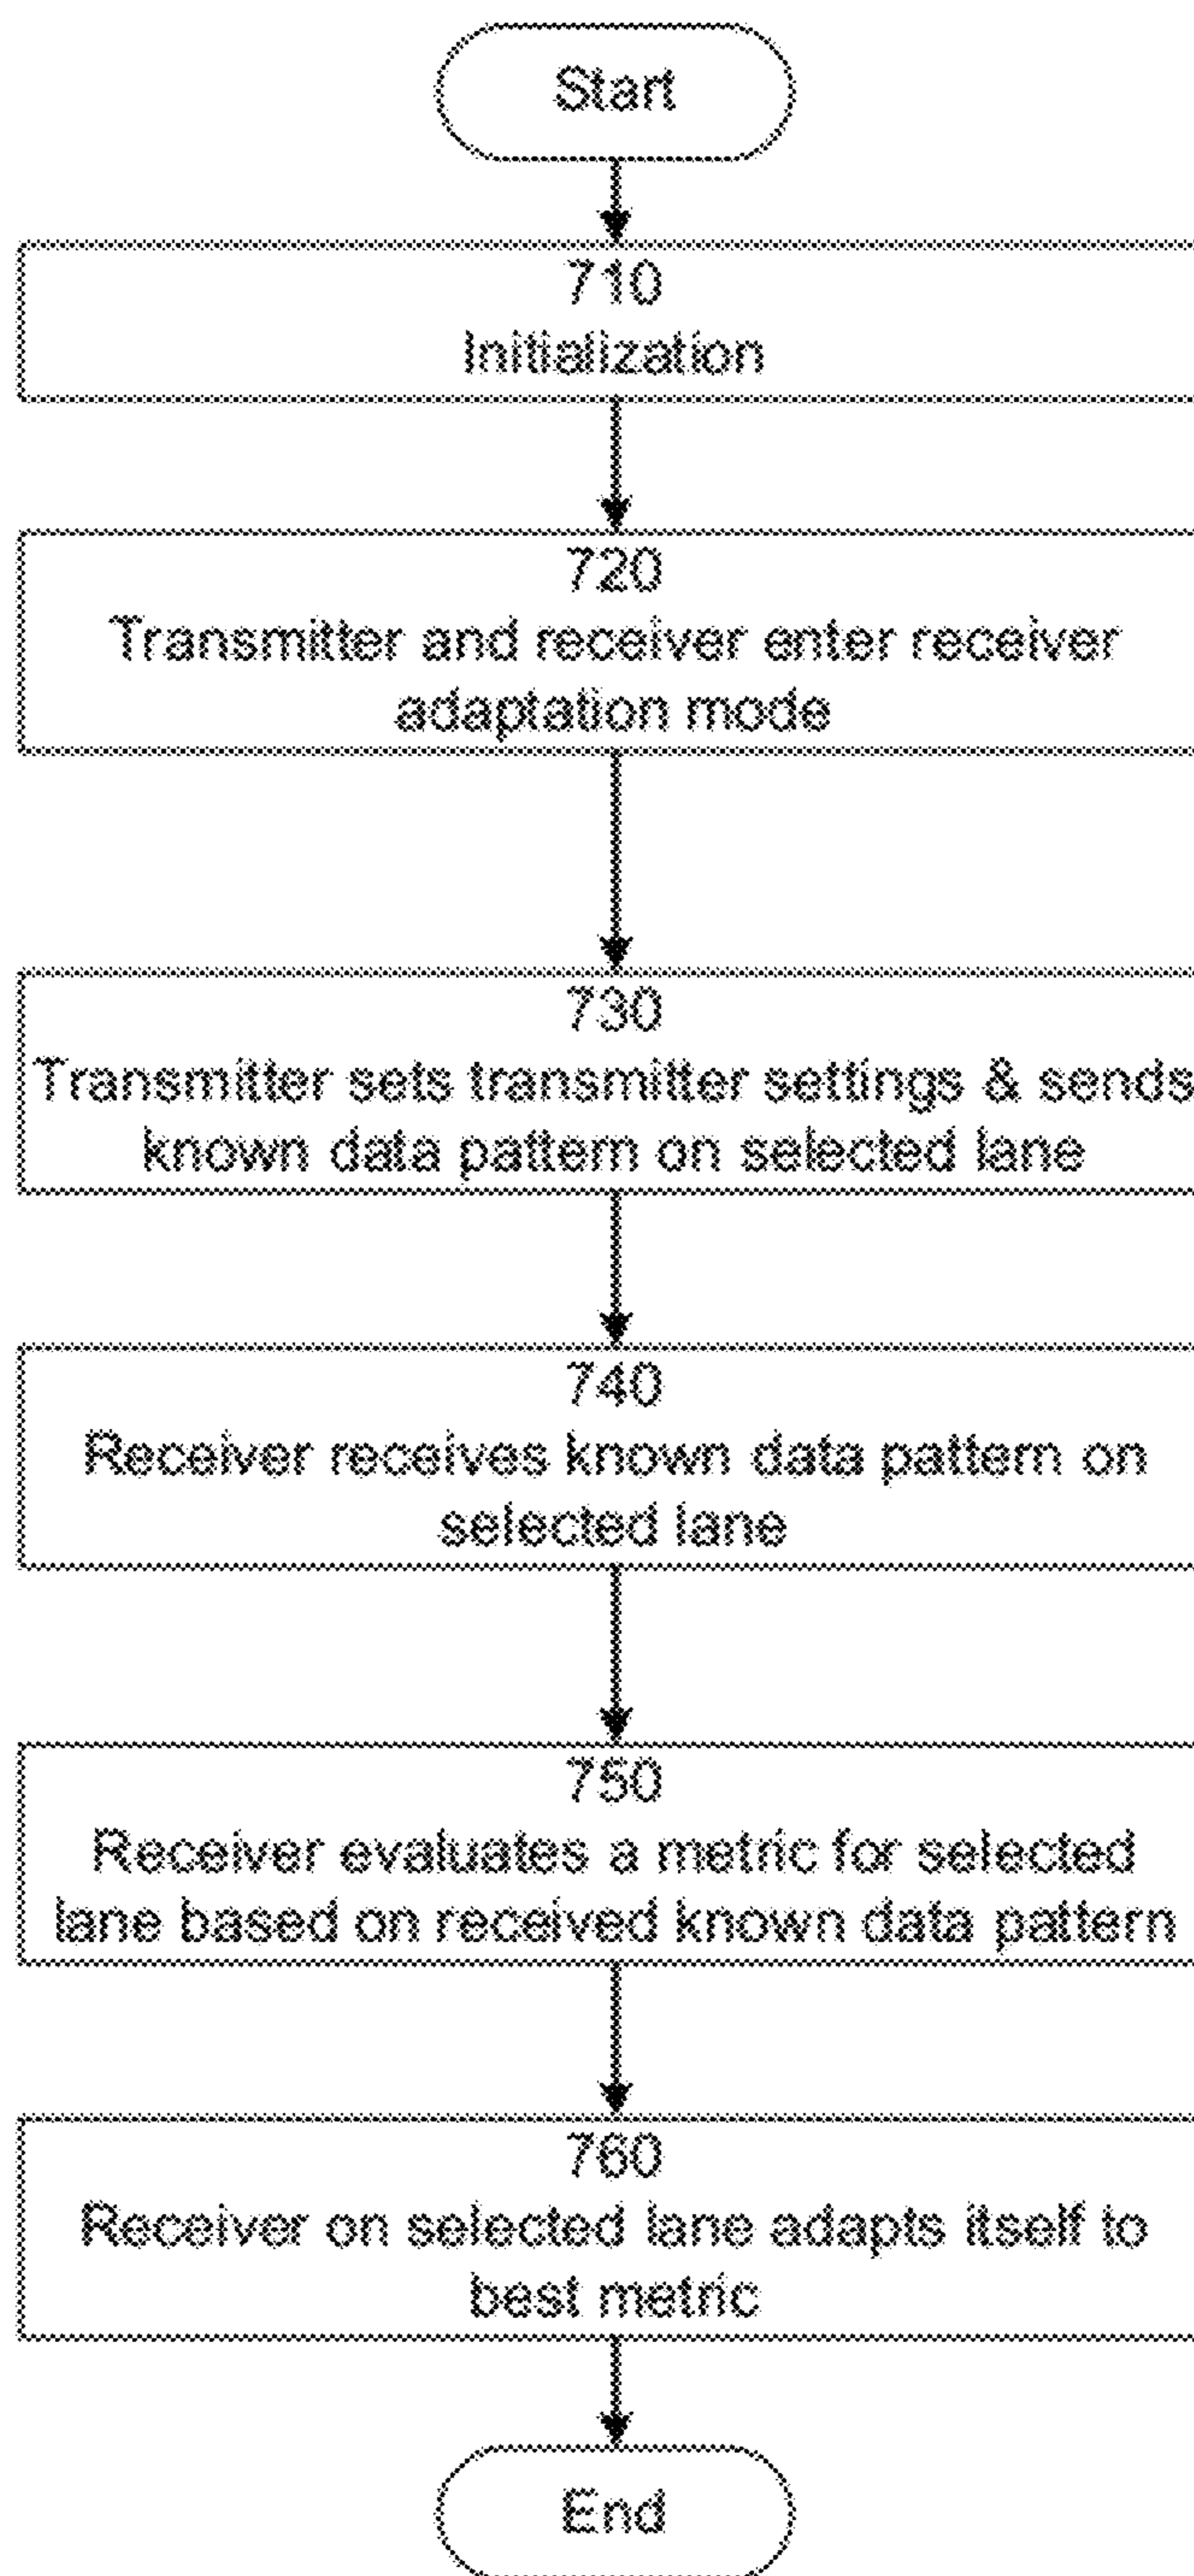 Start
710
Initialization
720
Transmitter and receiver enter receiver
adaptation mode
730
Transmitter sets transmitter settings & sends
known data pattern on selected lane
740
Receiver receives known data pattern on
selected lane
750
Receiver evaluates a metric for selected
lane based on received known data pattern
760
Receiver on selected lane adapts itself to
best metric
End